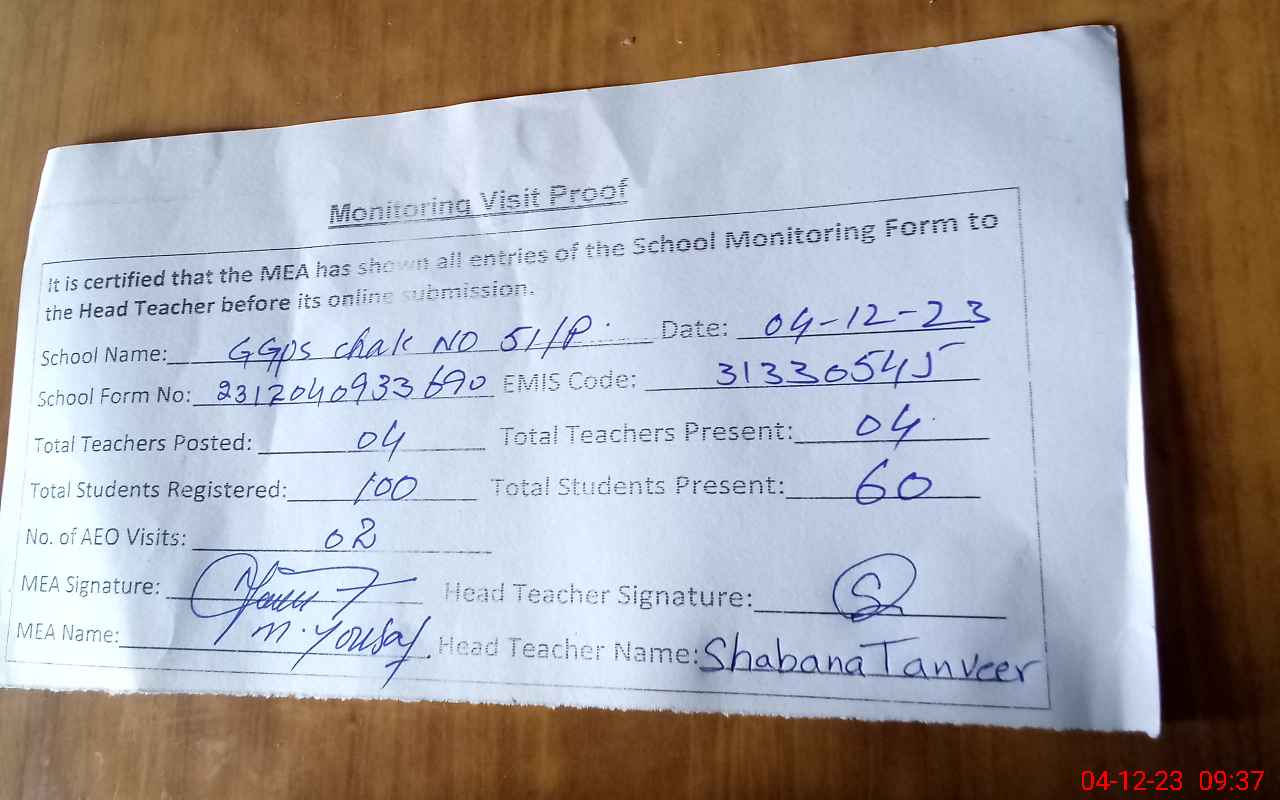 Monitoring Visit Proof
It is certified that the MEA has shown all entries of the School Monitoring Form to
the Head Teacher before its online submission.
School Name: GGps chak NO 51/P. Date: 04-12-23
School Form No: 2312040933690 EMIS Code: 31330545
Total Teachers Posted: 04 Total Teachers Present: 04
Total Students Registered: 100 Total Students Present: 60
No. of AEO Visits: 02
MEA Signature: Head Teacher Signature:
MEA Name: M. Yousaf Head Teacher Name: Shabana Tanveer
04-12-23 09:37